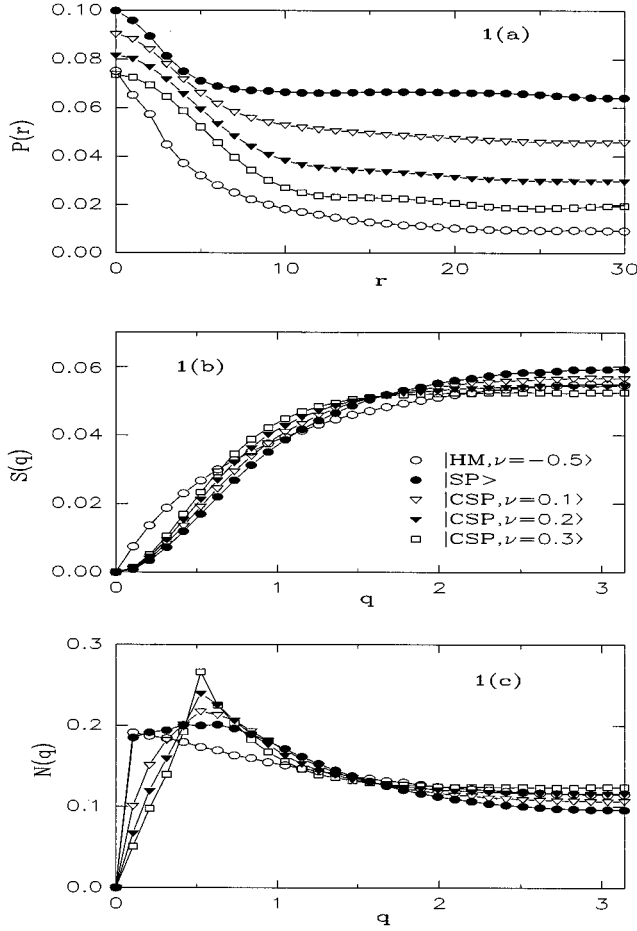 0.10
0.08
0.06
0.04
0.02
0.00
P(r)
1(a)
0
10
20
30
r
0.06
0.04
0.02
0.00
S(q)
1(b)
|HM,ν=−0.5⟩
|SP>
|CSP,ν=0.1⟩
|CSP,ν=0.2⟩
|CSP,ν=0.3⟩
0
1
2
3
q
0.3
0.2
0.1
0.0
N(q)
1(c)
0
1
2
3
q